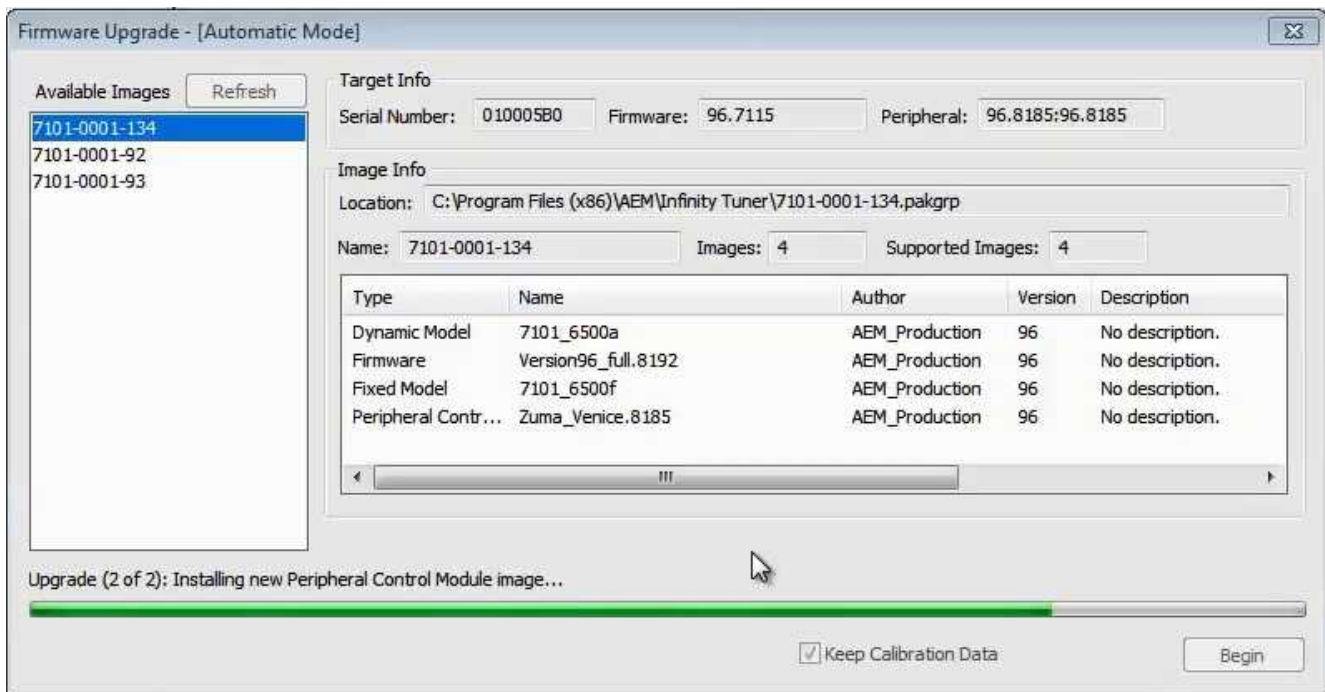 Firmware Upgrade - [Automatic Mode]
Available Images Refresh
7101-0001-134
7101-0001-92
7101-0001-93
Target Info
Serial Number: 010005B0 Firmware: 96.7115 Peripheral: 96.8185:96.8185
Image Info
Location: C:\Program Files (x86)\AEM\Infinity Tuner\7101-0001-134.pakgrp
Name: 7101-0001-134 Images: 4 Supported Images: 4
Type Name Author Version Description
Dynamic Model 7101_6500a AEM_Production 96 No description.
Firmware Version96_full.8192 AEM_Production 96 No description.
Fixed Model 7101_6500f AEM_Production 96 No description.
Peripheral Contr... Zuma_Venice.8185 AEM_Production 96 No description.
Upgrade (2 of 2): Installing new Peripheral Control Module image...
Keep Calibration Data Begin